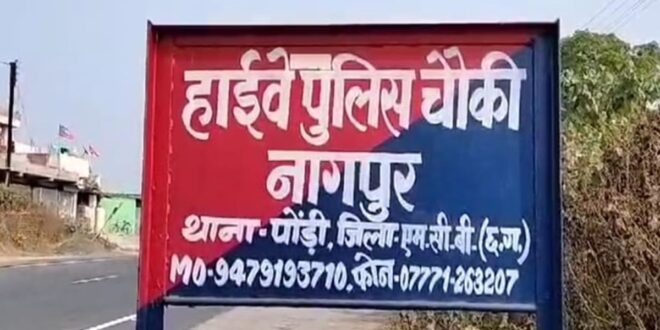 हाईवे पुलिस चौकी
नागपुर
थाना-पोंड़ी, जिला-एम.सी.बी.(छ.ग.)
MO-9479193710, फोन-07771-263207